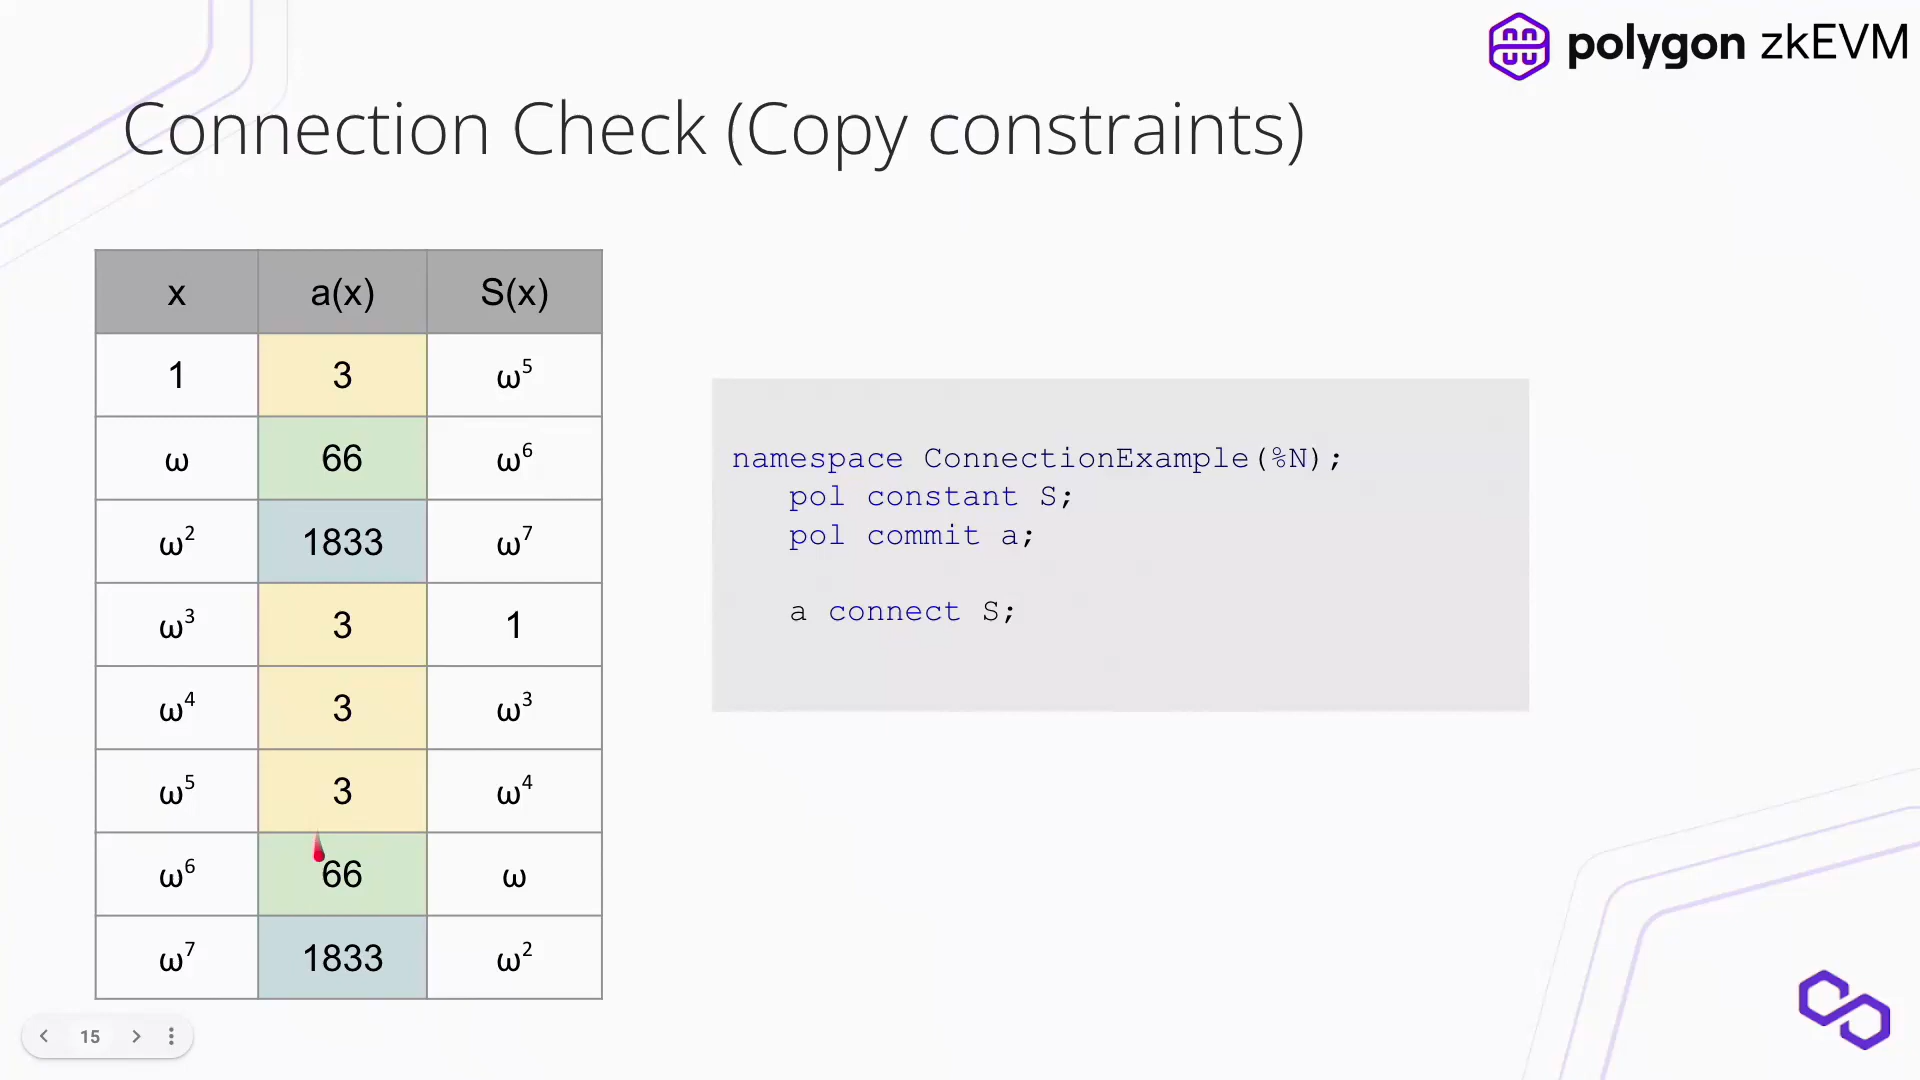 polygon zkEVM
Connection Check (Copy constraints)
x a(x) S(x)
1 3 ω⁵
ω 66 ω⁶
ω² 1833 ω⁷
ω³ 3 1
ω⁴ 3 ω³
ω⁵ 3 ω⁴
ω⁶ 66 ω
ω⁷ 1833 ω²
namespace ConnectionExample(%N);
pol constant S;
pol commit a;
a connect S;
15